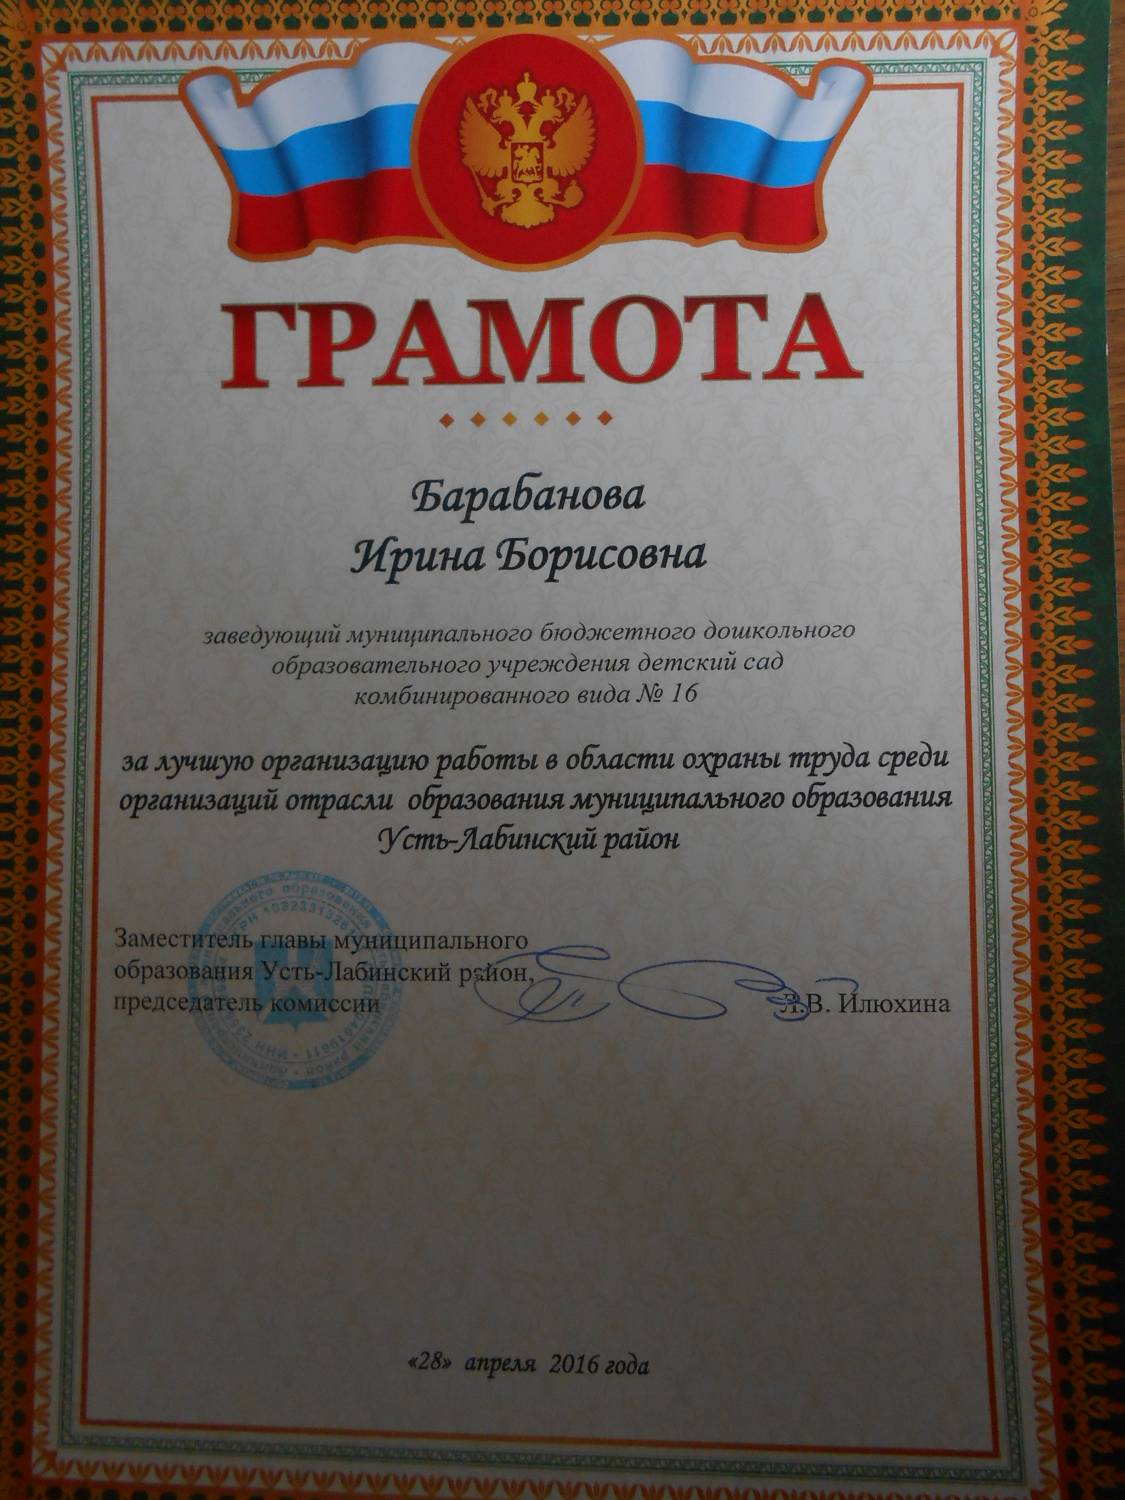 ГРАМОТА
Барабанова
Ирина Борисовна
заведующий муниципального бюджетного дошкольного
образовательного учреждения детский сад
комбинированного вида № 16
за лучшую организацию работы в области охраны труда среди
организаций отрасли образования муниципального образования
Усть-Лабинский район
Заместитель главы муниципального
образования Усть-Лабинский район,
председатель комиссии
Л.В. Илюхина
«28» апреля 2016 года